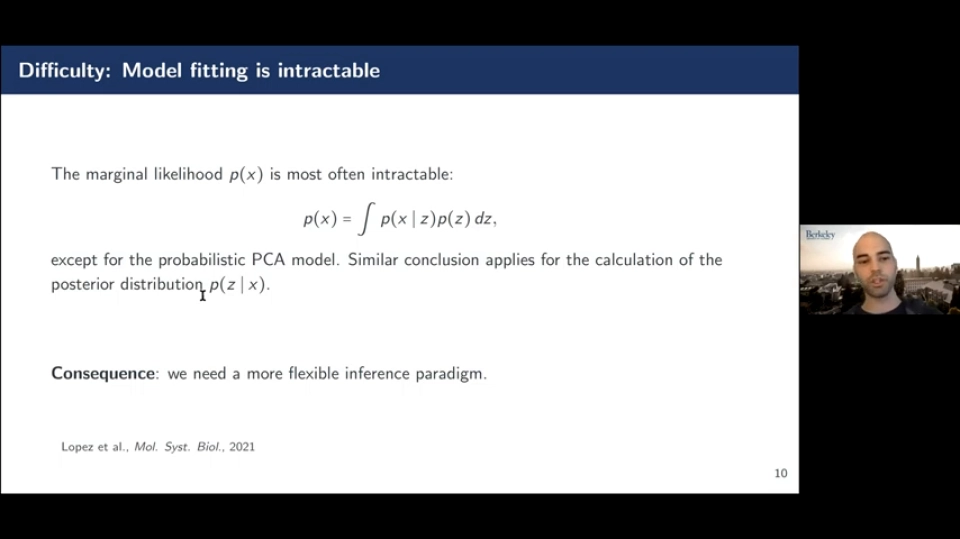 Difficulty: Model fitting is intractable
The marginal likelihood p(x) is most often intractable:
p(x) = ∫ p(x | z)p(z) dz,
except for the probabilistic PCA model. Similar conclusion applies for the calculation of the
posterior distribution p(z | x).
Consequence: we need a more flexible inference paradigm.
Lopez et al., Mol. Syst. Biol., 2021
10
Berkeley